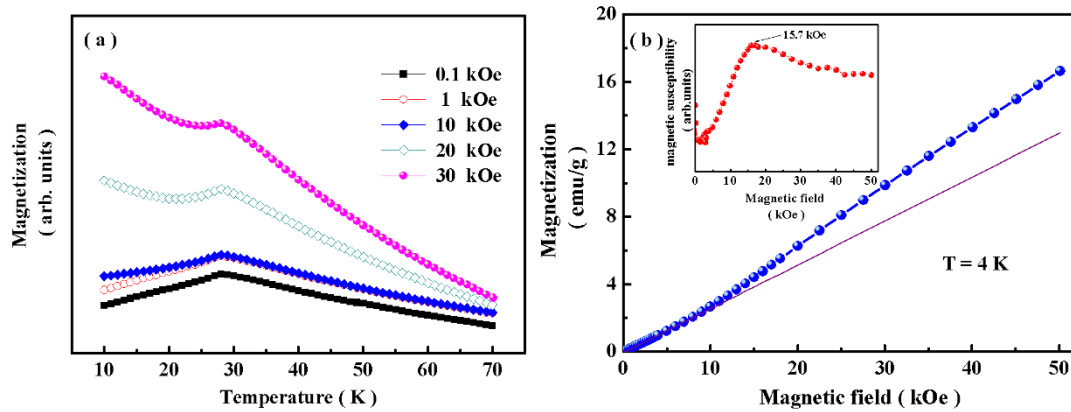 ( a )
0.1 kOe
1 kOe
10 kOe
20 kOe
30 kOe
Magnetization
( arb. units )
10 20 30 40 50 60 70
Temperature ( K )
( b )
20
16
12
8
4
0
Magnetization
( emu/g )
15.7 kOe
magnetic susceptibility
( arb.units )
0 10 20 30 40 50
Magnetic field
( kOe )
T = 4 K
0 10 20 30 40 50
Magnetic field ( kOe )